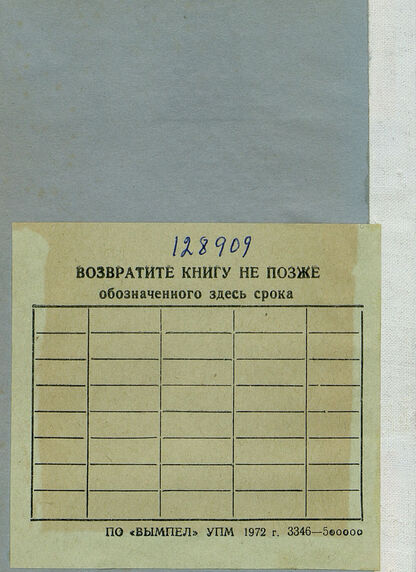 128909
ВОЗВРАТИТЕ КНИГУ НЕ ПОЗЖЕ
обозначенного здесь срока
ПО «ВЫМПЕЛ» УПМ 1972 г. 3346—500000